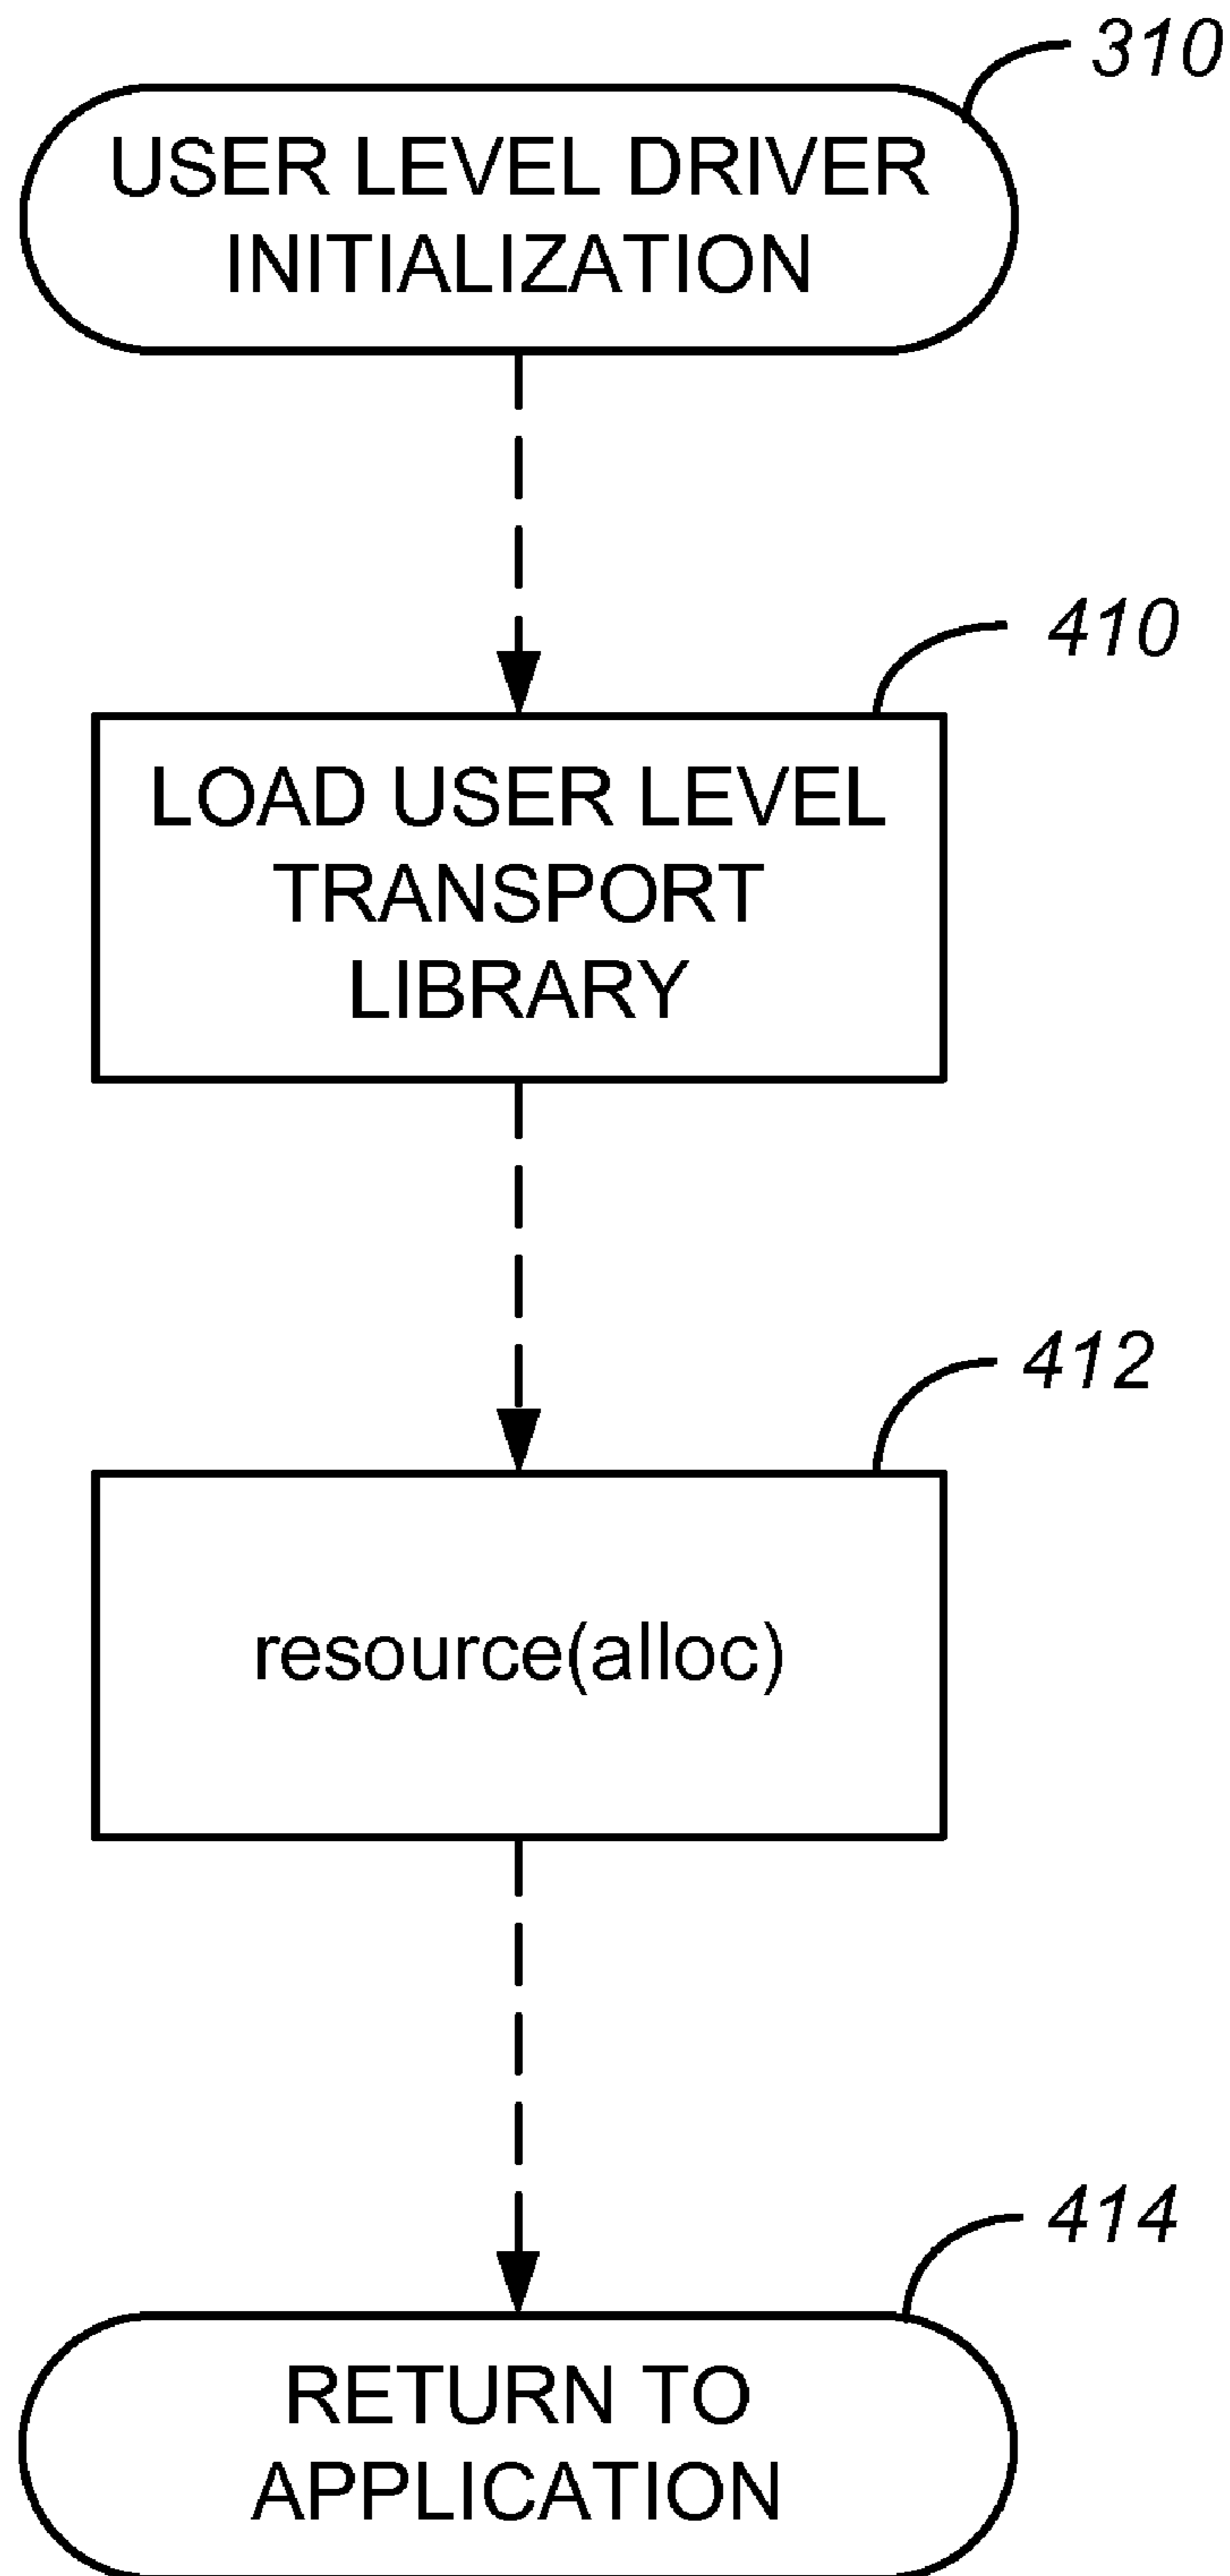 310
USER LEVEL DRIVER
INITIALIZATION
410
LOAD USER LEVEL
TRANSPORT
LIBRARY
412
resource(alloc)
414
RETURN TO
APPLICATION